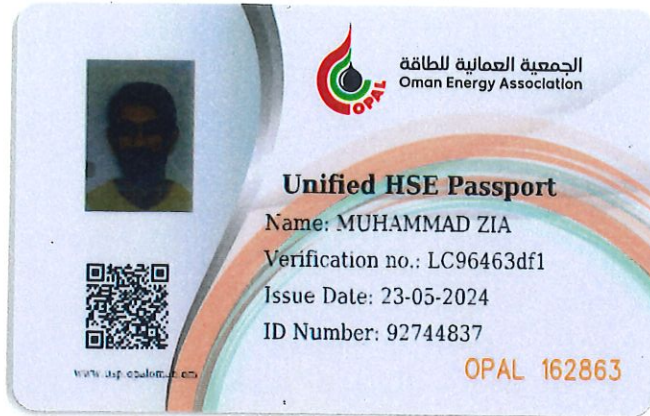 OPAL
الجمعية العمانية للطاقة
Oman Energy Association
Unified HSE Passport
Name: MUHAMMAD ZIA
Verification no.: LC96463df1
Issue Date: 23-05-2024
ID Number: 92744837
OPAL 162863